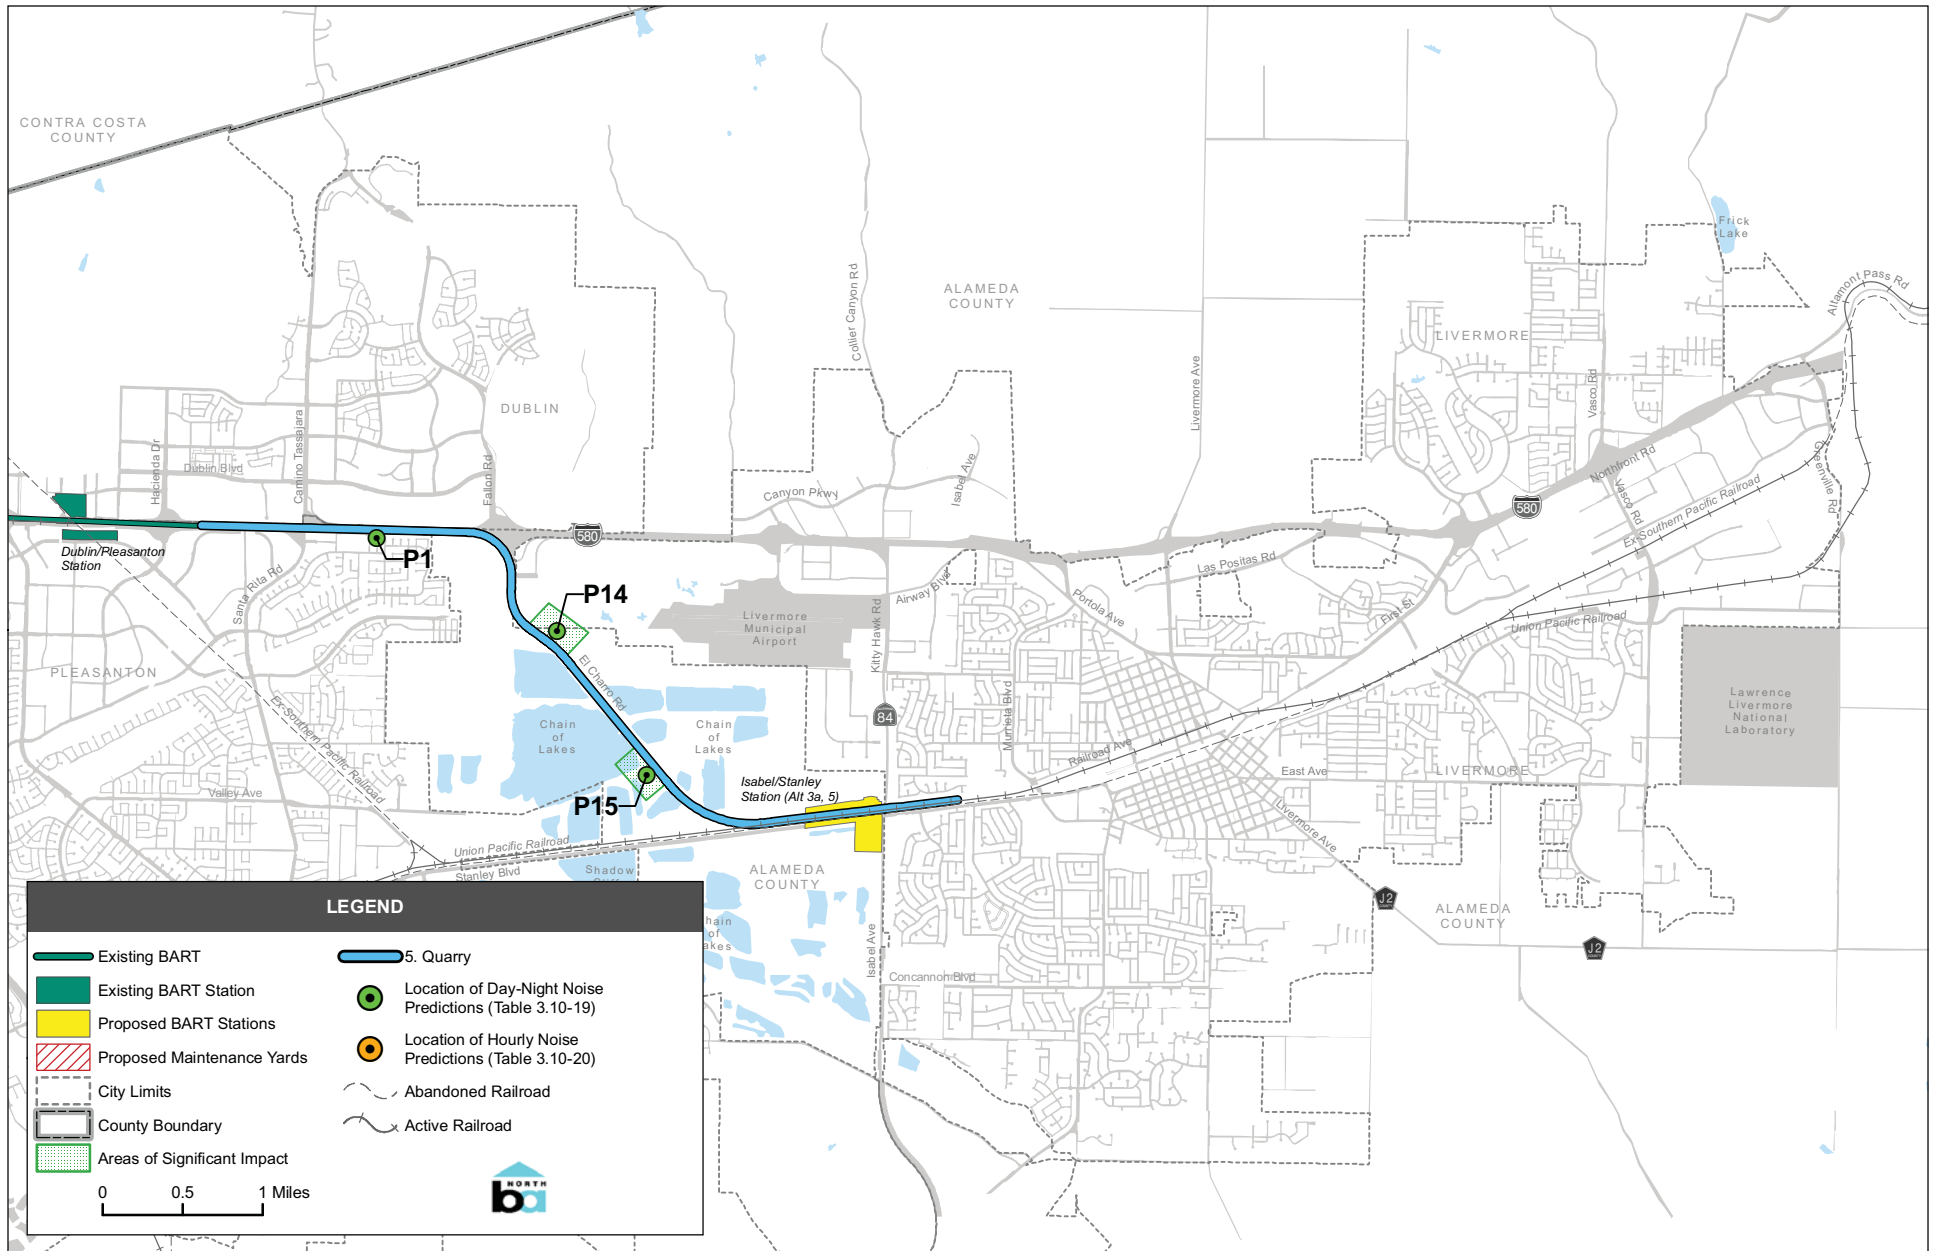 CONTRA COSTA
COUNTY
Frick
Lake
Altamont Pass Rd
ALAMEDA
COUNTY
Collier Canyon Rd
LIVERMORE
Livermore Ave
Vasco Rd
DUBLIN
Hacienda Dr
Camino Tassajara
Dublin Blvd
Fallon Rd
Canyon Pkwy
Isabel Ave
Northfront Rd
Vasco Rd
Greenville Rd
Ex-Southern Pacific Railroad
580
580
Dublin/Pleasanton
Station
P1
Santa Rita Rd
P14
Las Positas Rd
Airway Blvd
Portola Ave
First St
Union Pacific Railroad
Livermore
Municipal
Airport
Kitty Hawk Rd
PLEASANTON
El Charro Rd
Ex-Southern Pacific Railroad
Chain
of
Lakes
Chain
of
Lakes
84
Murrieta Blvd
Railroad Ave
Lawrence
Livermore
National
Laboratory
East Ave
LIVERMORE
Isabel/Stanley
Station (Alt 3a, 5)
Valley Ave
P15
Livermore Ave
Union Pacific Railroad
Stanley Blvd
Shadow
ALAMEDA
COUNTY
J2
COUNTY
ALAMEDA
COUNTY
J2
COUNTY
of
Isabel Ave
Concannon Blvd
LEGEND
Existing BART
Existing BART Station
Proposed BART Stations
Proposed Maintenance Yards
City Limits
County Boundary
Areas of Significant Impact
0 0.5 1 Miles
5. Quarry
Location of Day-Night Noise
Predictions (Table 3.10-19)
Location of Hourly Noise
Predictions (Table 3.10-20)
Abandoned Railroad
Active Railroad
NORTH
ba